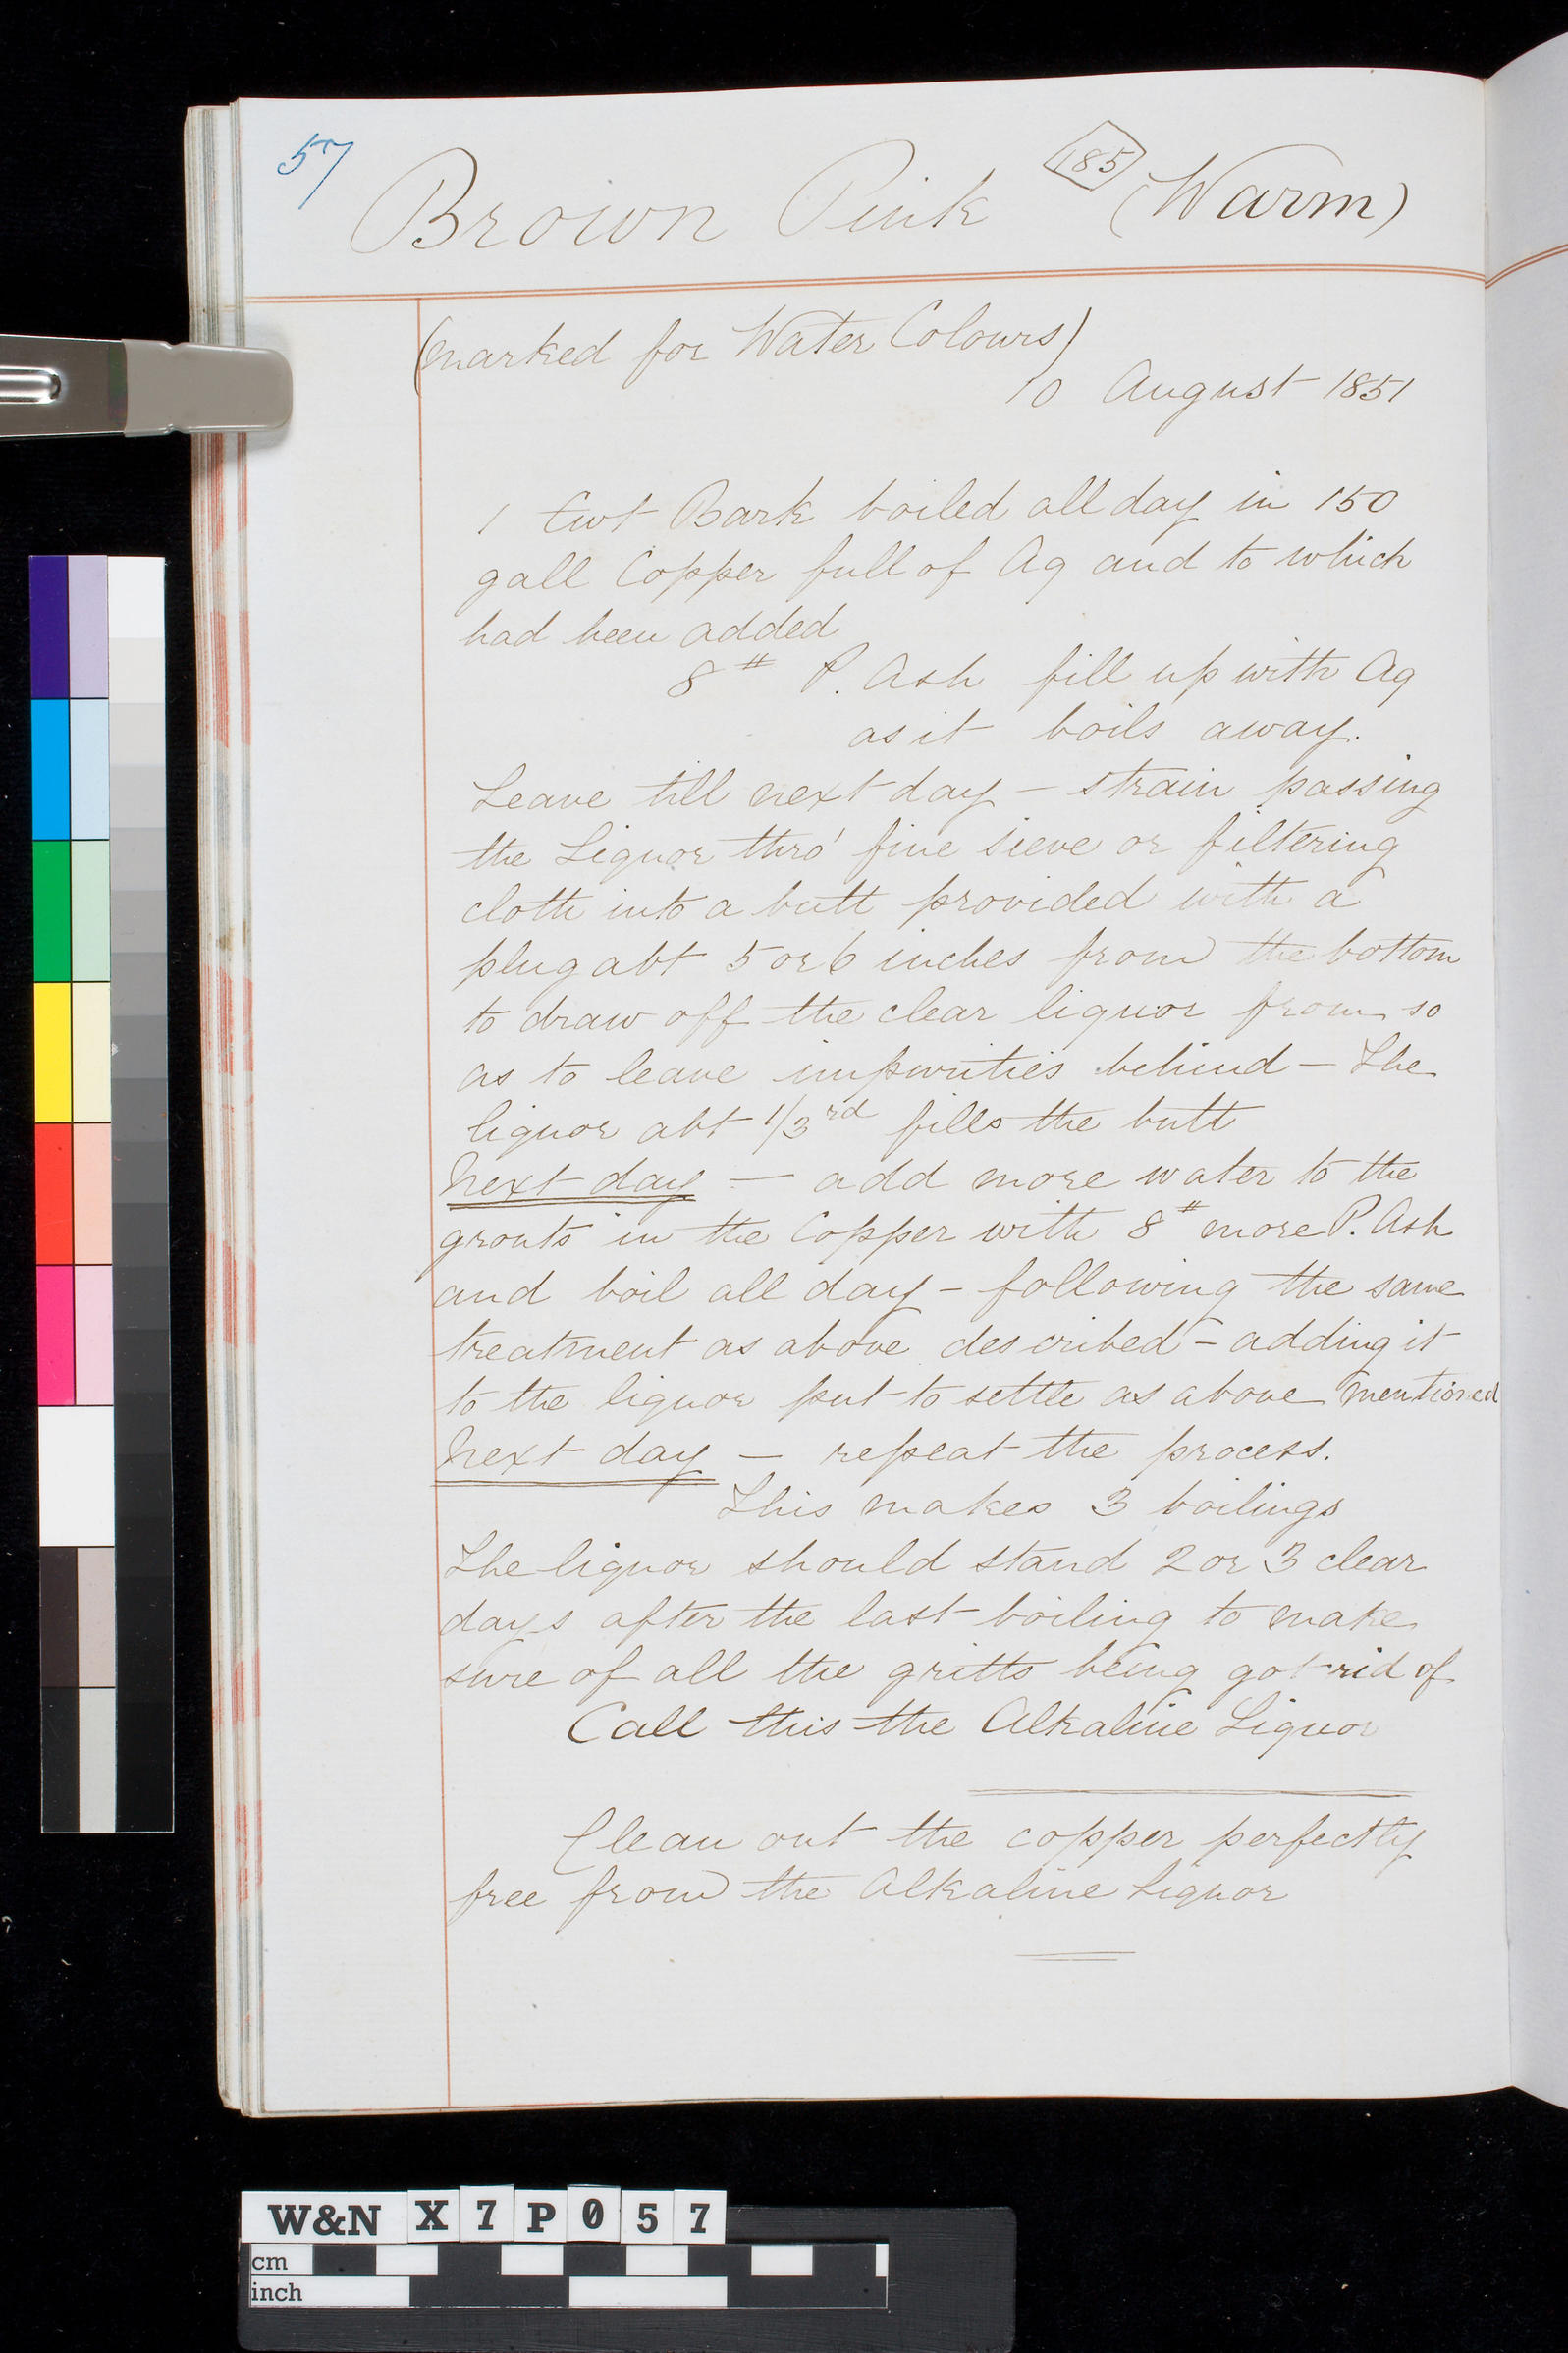 57
Brown Pink 185 (Warm)
(marked for Water Colours)
10 August 1851
1 Cwt Bark boiled all day in 150
gall Copper full of Aq and to which
had been added
8# P. Ash fill up with Aq
as it boils away.
Leave till next day - strain passing
the Liquor thro' fine sieve or filtering
cloth into a butt provided with a
plug abt 5 or 6 inches from the bottom
to draw off the clear liquor from so
as to leave impurities behind - The
liquor abt 1/3rd fills the butt
Next day - add more water to the
grouts in the Copper with 8# more P. Ash
and boil all day - following the same
treatment as above described - adding it
to the liquor put to settle as above mentioned
Next day - repeat the process.
This makes 3 boilings
The liquor should stand 2 or 3 clear
days after the last boiling to make
sure of all the gritts being got rid of
Call this the Alkaline Liquor
Clean out the copper perfectly
free from the Alkaline liquor
W&N X7P057
cm
inch